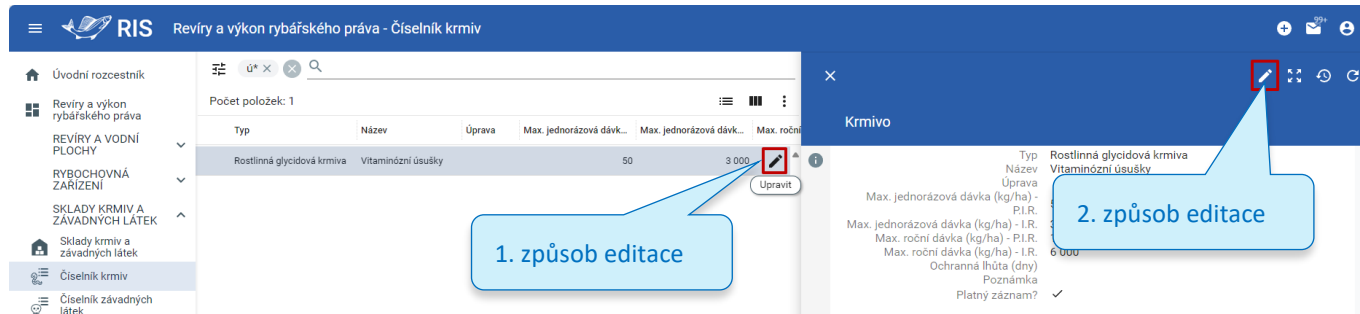 RIS Revíry a výkon rybářského práva - Číselník krmiv
99+
Úvodní rozcestník
Revíry a výkon
rybářského práva
REVÍRY A VODNÍ
PLOCHY
RYBOCHOVNÁ
ZAŘÍZENÍ
SKLADY KRMIV A
ZÁVADNÝCH LÁTEK
Sklady krmiv a
závadných látek
Číselník krmiv
Číselník závadných
látek
ú*
Počet položek: 1
Typ Název Úprava Max. jednorázová dávk... Max. jednorázová dávk... Max. roční
Rostlinná glycidová krmiva Vitaminózní úsušky 50 3 000
Upravit
1. způsob editace
Krmivo
Typ Rostlinná glycidová krmiva
Název Vitaminózní úsušky
Úprava
Max. jednorázová dávka (kg/ha) -
P.I.R.
Max. jednorázová dávka (kg/ha) - I.R.
Max. roční dávka (kg/ha) - P.I.R.
Max. roční dávka (kg/ha) - I.R. 6 000
Ochranná lhůta (dny)
Poznámka
Platný záznam?
2. způsob editace